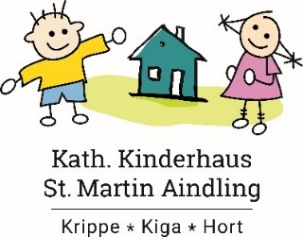 Kath. Kinderhaus
St. Martin Aindling
Krippe * Kiga * Hort